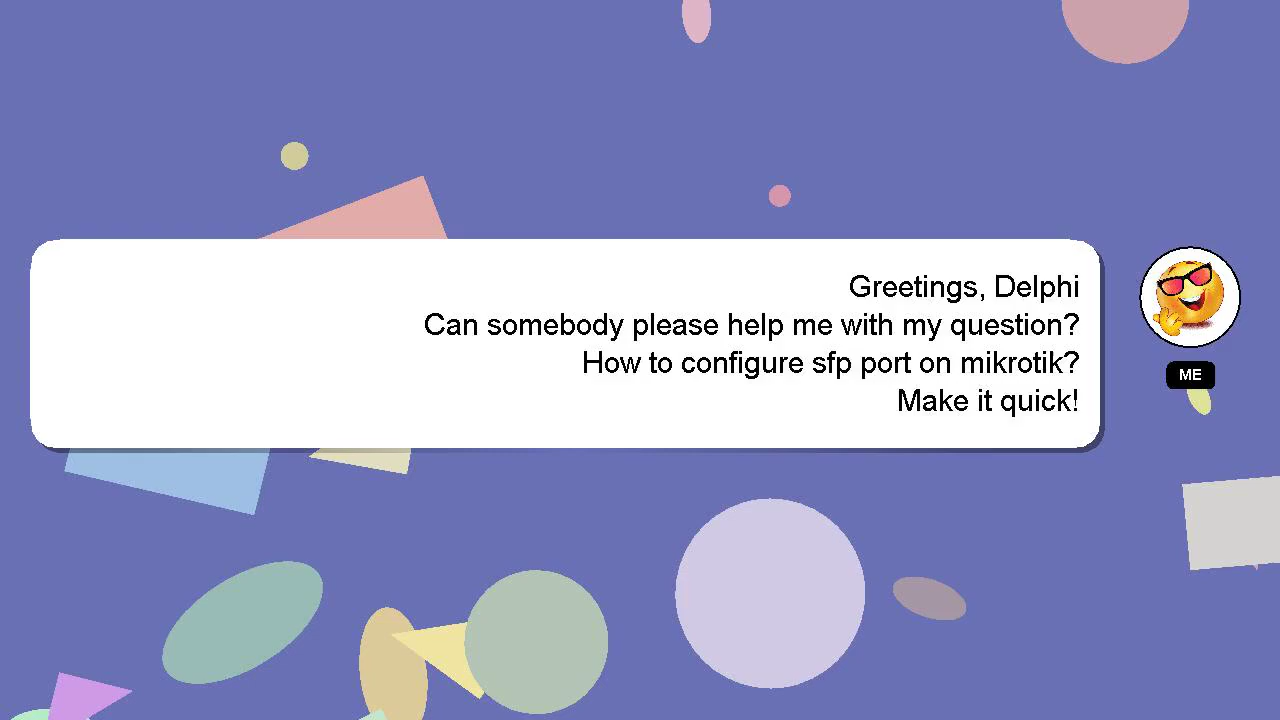 Greetings, Delphi
Can somebody please help me with my question?
How to configure sfp port on mikrotik?
Make it quick!
ME